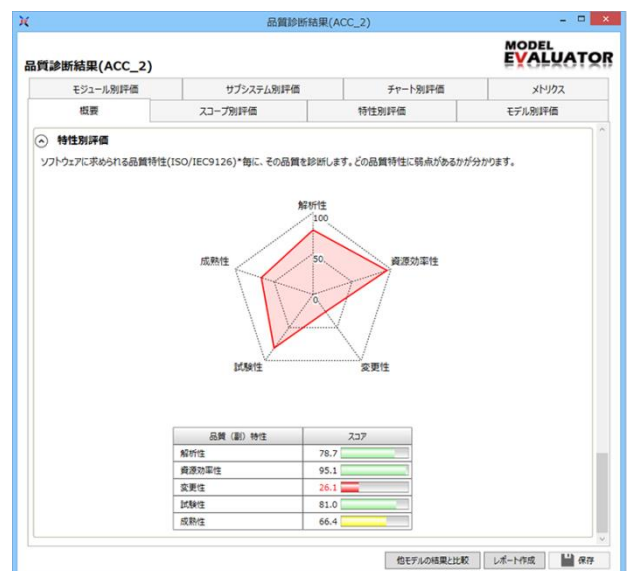 品質診断結果(ACC_2)
品質診断結果(ACC_2)
MODEL
EVALUATOR
モジュール別評価 サブシステム別評価 チャート別評価 メトリクス
概要 スコープ別評価 特性別評価 モデル別評価
特性別評価
ソフトウェアに求められる品質特性(ISO/IEC9126)*毎に、その品質を診断します。どの品質特性に弱点があるかが分かります。
解析性
100
成熟性
50
資源効率性
0
試験性
変更性
品質（副）特性 スコア
解析性 78.7
資源効率性 95.1
変更性 26.1
試験性 81.0
成熟性 66.4
他モデルの結果と比較 レポート作成 保存